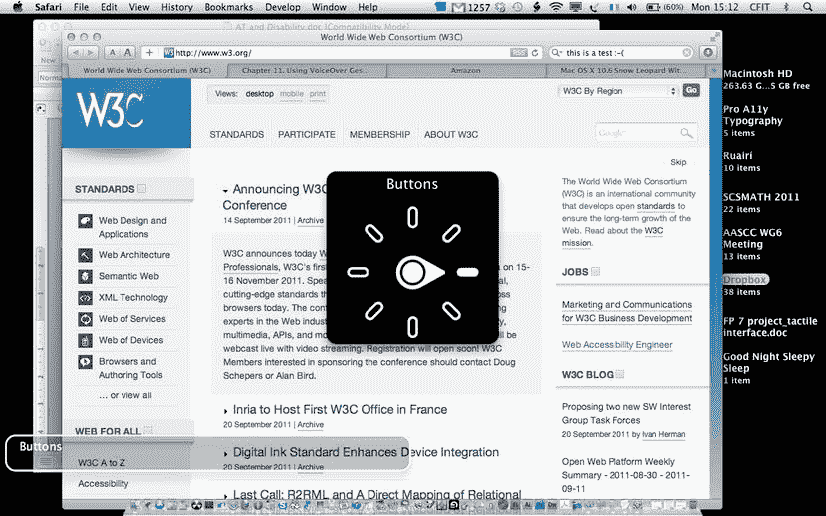 Safari File Edit View History Bookmarks Develop Window Help 1257 (60%) Mon 15:12 CFIT
AT and Disability.doc [Compatibility Mode]
World Wide Web Consortium (W3C)
New
A A + W3C http://www.w3.org/ RSS this is a test :-(
World Wide Web Consortium (W3C) Chapter 11. Using VoiceOver Ges... Amazon Mac OS X 10.6 Snow Leopard Wit...
Norma
W3C
Views: desktop mobile print
W3C By Region Go
STANDARDS PARTICIPATE MEMBERSHIP ABOUT W3C
Google
Skip
STANDARDS
Web Design and
Applications
Web Architecture
Semantic Web
XML Technology
Web of Services
Web of Devices
Browsers and
Authoring Tools
... or view all
WEB FOR ALL
W3C A to Z
Accessibility
Announcing W3C
Conference
14 September 2011 | Archive
W3C announces today W
Professionals, W3C's first on 15-
16 November 2011. Spea al,
cutting-edge standards th oss
browsers today. The conf
experts in the Web indust
multimedia, APIs, and mo l be
webcast live with video streaming. Registration will open soon! W3C
Members interested in sponsoring the conference should contact Doug
Schepers or Alan Bird.
Inria to Host First W3C Office in France
20 September 2011 | Archive
Digital Ink Standard Enhances Device Integration
20 September 2011 | Archive
Last Call: R2RML and A Direct Mapping of Relational
Buttons
Buttons
The World Wide Web Consortium
(W3C) is an international community
that develops open standards to
ensure the long-term growth of the
Web. Read about the W3C
mission.
JOBS
Marketing and Communications
for W3C Business Development
Web Accessibility Engineer
W3C BLOG
Proposing two new SW Interest
Group Task Forces
20 September 2011 by Ivan Herman
Open Web Platform Weekly
Summary - 2011-08-30 - 2011-
09-11
Macintosh HD
263.63 G...5 GB free
Pro A11y
Typography
5 items
Ruairí
10 items
SCSMATH 2011
22 items
AASCC WG6
Meeting
13 items
Dropbox
38 items
FP 7 project_tactile
interface.doc
Good Night Sleepy
Sleep
1 item